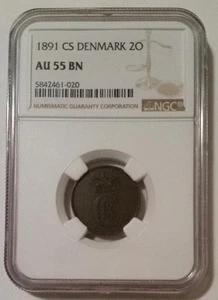 1891 CS DENMARK 2O
AU 55 BN
5842461-020
NUMISMATIC GUARANTY CORPORATION
NGC